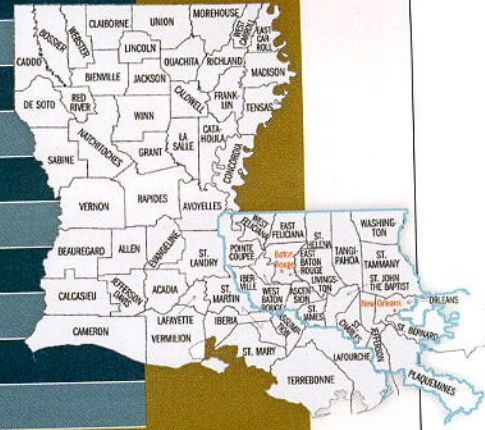 MOREHOUSE
CLAIBORNE
UNION
WEST
CARROLL
EAST
CAR-
ROLL
BOSSIER
WEBSTER
LINCOLN
CADDO
OUACHITA
RICHLAND
MADISON
BIENVILLE
JACKSON
DE SOTO
RED
RIVER
CALDWELL
FRANK-
LIN
TENSAS
WINN
NATCHITOCHES
LA
SALLE
CATA-
HOULA
GRANT
SABINE
CONCORDIA
VERNON
RAPIDES
AVOYELLES
WEST
FELICIANA
EAST
FELICIANA
ST.
HELENA
WASHING-
TON
BEAUREGARD
ALLEN
EVANGELINE
ST.
LANDRY
POINTE
COUPEE
Baton
Rouge
EAST
BATON
ROUGE
TANGI-
PAHOA
ST.
TAMMANY
LIVINGS-
TON
ST. JOHN
THE BAPTIST
CALCASIEU
JEFFERSON
DAVIS
ACADIA
ST.
MARTIN
IBER-
VILLE
WEST
BATON
ROUGE
ASCEN-
SION
ST.
JAMES
New Orleans
ORLEANS
CAMERON
LAFAYETTE
VERMILION
IBERIA
ASSUMP-
TION
ST.
CHARLES
JEFFERSON
ST. BERNARD
ST. MARY
LAFOURCHE
TERREBONNE
PLAQUEMINES